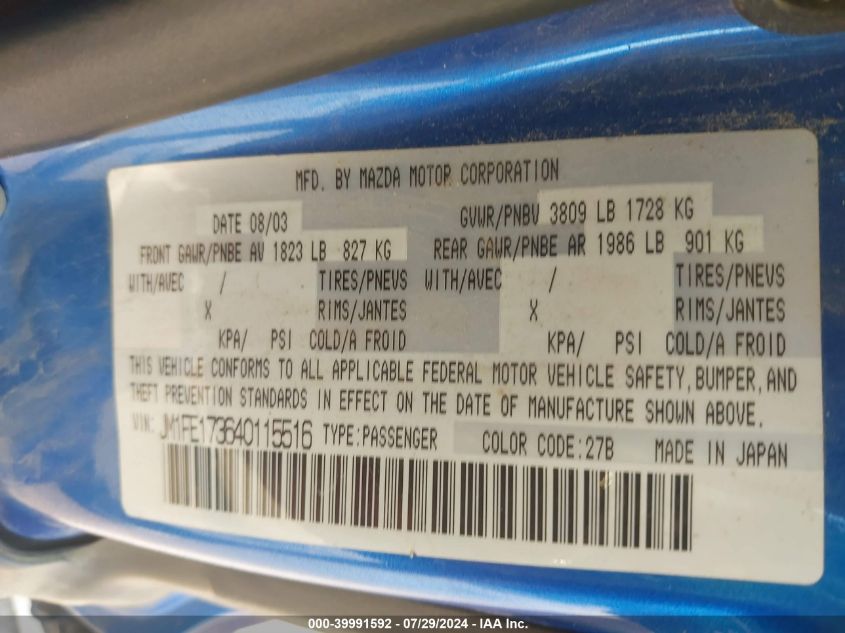 MFD. BY MAZDA MOTOR CORPORATION
DATE 08/03 GVWR/PNBV 3809 LB 1728 KG
FRONT GAWR/PNBE AV 1823 LB 827 KG REAR GAWR/PNBE AR 1986 LB 901 KG
WITH/AVEC / TIRES/PNEVS WITH/AVEC / TIRES/PNEVS
X RIMS/JANTES X RIMS/JANTES
KPA/ PSI COLD/A FROID KPA/ PSI COLD/A FROID
THIS VEHICLE CONFORMS TO ALL APPLICABLE FEDERAL MOTOR VEHICLE SAFETY, BUMPER, AND
THEFT PREVENTION STANDARDS IN EFFECT ON THE DATE OF MANUFACTURE SHOWN ABOVE.
VIN: JM1FE173640115516 TYPE:PASSENGER COLOR CODE:27B MADE IN JAPAN
000-39991592 - 07/29/2024 - IAA Inc.